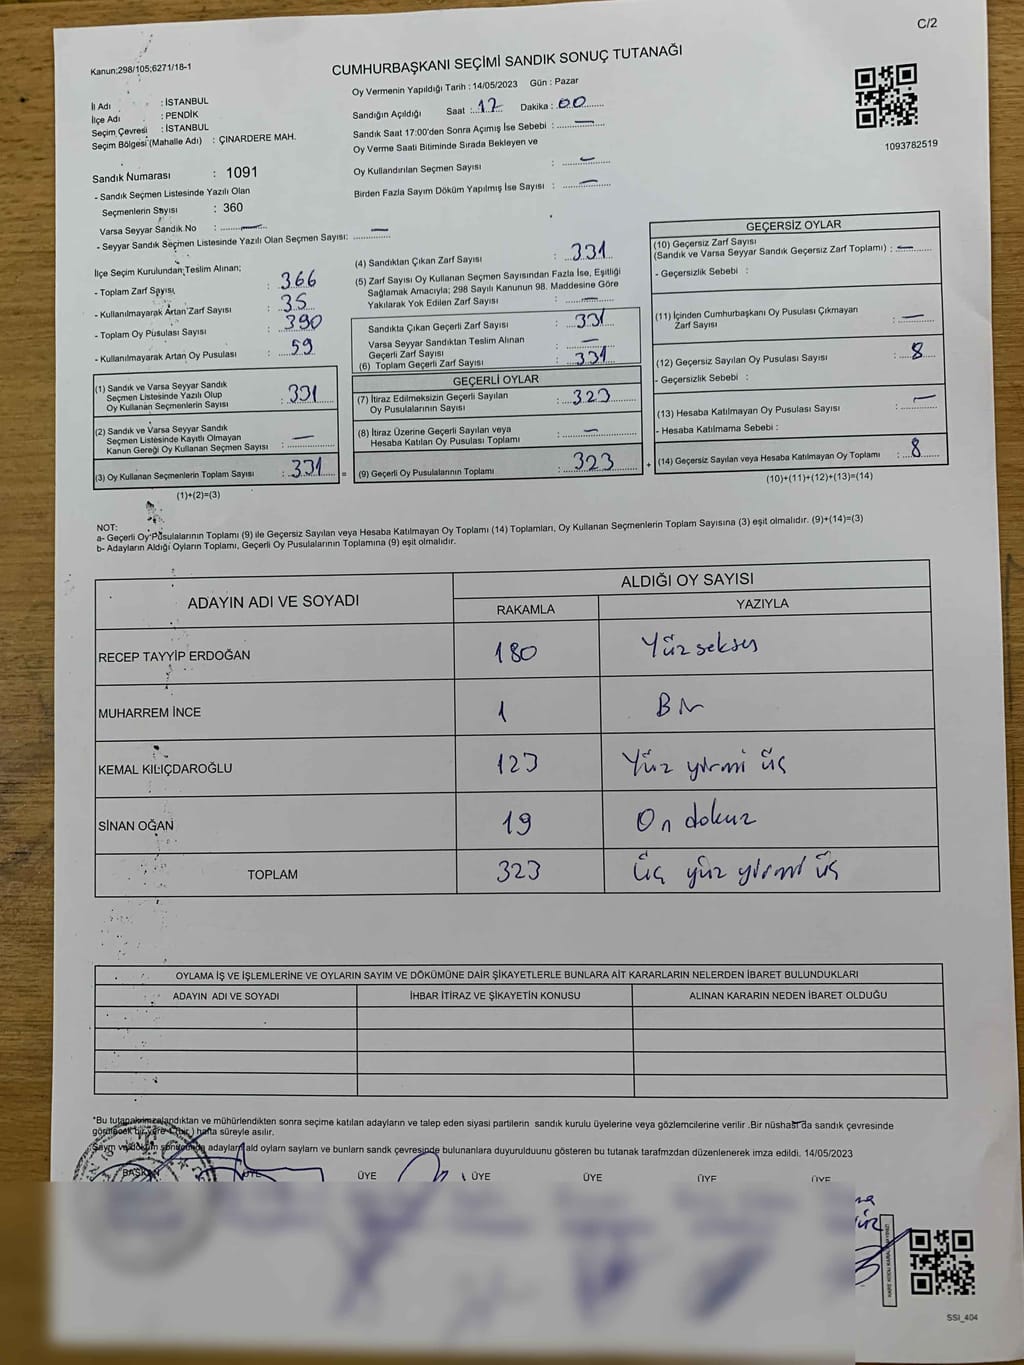 C/2
Kanun;298/105;6271/18-1
CUMHURBAŞKANI SEÇİMİ SANDIK SONUÇ TUTANAĞI
İl Adı : İSTANBUL
İlçe Adı : PENDİK
Seçim Çevresi : İSTANBUL
Seçim Bölgesi (Mahalle Adı) : ÇINARDERE MAH.
Sandık Numarası : 1091
- Sandık Seçmen Listesinde Yazılı Olan
Seçmenlerin Sayısı : 360
Varsa Seyyar Sandık No : —
- Seyyar Sandık Seçmen Listesinde Yazılı Olan Seçmen Sayısı: —
Oy Vermenin Yapıldığı Tarih : 14/05/2023 Gün : Pazar
Sandığın Açıldığı Saat : 17 Dakika : 00
Sandık Saat 17:00'den Sonra Açımış İse Sebebi : —
Oy Verme Saati Bitiminde Sırada Bekleyen ve
Oy Kullandırılan Seçmen Sayısı : —
Birden Fazla Sayım Döküm Yapılmış İse Sayısı : —
1093782519
İlçe Seçim Kurulundan Teslim Alınan;
- Toplam Zarf Sayısı : 366
- Kullanılmayarak Artan Zarf Sayısı : 35
- Toplam Oy Pusulası Sayısı : 390
- Kullanılmayarak Artan Oy Pusulası : 59
(1) Sandık ve Varsa Seyyar Sandık
Seçmen Listesinde Yazılı Olup
Oy Kullanan Seçmenlerin Sayısı : 331
(2) Sandık ve Varsa Seyyar Sandık
Seçmen Listesinde Kayıtlı Olmayan
Kanun Gereği Oy Kullanan Seçmen Sayısı : —
(3) Oy Kullanan Seçmenlerin Toplam Sayısı : 331 =
(1)+(2)=(3)
(4) Sandıktan Çıkan Zarf Sayısı : 331
(5) Zarf Sayısı Oy Kullanan Seçmen Sayısından Fazla İse, Eşitliği
Sağlamak Amacıyla; 298 Sayılı Kanunun 98. Maddesine Göre
Yakılarak Yok Edilen Zarf Sayısı : —
Sandıkta Çıkan Geçerli Zarf Sayısı : 331
Varsa Seyyar Sandıktan Teslim Alınan
Geçerli Zarf Sayısı : —
(6) Toplam Geçerli Zarf Sayısı : 331
GEÇERLİ OYLAR
(7) İtiraz Edilmeksizin Geçerli Sayılan
Oy Pusulalarının Sayısı : 323
(8) İtiraz Üzerine Geçerli Sayılan veya
Hesaba Katılan Oy Pusulası Toplamı : —
(9) Geçerli Oy Pusulalarının Toplamı : 323 +
GEÇERSİZ OYLAR
(10) Geçersiz Zarf Sayısı
(Sandık ve Varsa Seyyar Sandık Geçersiz Zarf Toplamı) : —
- Geçersizlik Sebebi :
(11) İçinden Cumhurbaşkanı Oy Pusulası Çıkmayan
Zarf Sayısı : —
(12) Geçersiz Sayılan Oy Pusulası Sayısı : 8
- Geçersizlik Sebebi :
(13) Hesaba Katılmayan Oy Pusulası Sayısı : —
- Hesaba Katılmama Sebebi :
(14) Geçersiz Sayılan veya Hesaba Katılmayan Oy Toplamı : 8
(10)+(11)+(12)+(13)=(14)
NOT:
a- Geçerli Oy Pusulalarının Toplamı (9) ile Geçersiz Sayılan veya Hesaba Katılmayan Oy Toplamı (14) Toplamları, Oy Kullanan Seçmenlerin Toplam Sayısına (3) eşit olmalıdır. (9)+(14)=(3)
b- Adayların Aldığı Oyların Toplamı, Geçerli Oy Pusulalarının Toplamına (9) eşit olmalıdır.
ADAYIN ADI VE SOYADI ALDIĞI OY SAYISI
RAKAMLA YAZIYLA
RECEP TAYYİP ERDOĞAN 180 Yüz seksen
MUHARREM İNCE 1 Bir
KEMAL KILIÇDAROĞLU 123 Yüz yirmi üç
SİNAN OĞAN 19 On dokuz
TOPLAM 323 Üç yüz yirmi üç
OYLAMA İŞ VE İŞLEMLERİNE VE OYLARIN SAYIM VE DÖKÜMÜNE DAİR ŞİKAYETLERLE BUNLARA AİT KARARLARIN NELERDEN İBARET BULUNDUKLARI
ADAYIN ADI VE SOYADI İHBAR İTİRAZ VE ŞİKAYETİN KONUSU ALINAN KARARIN NEDEN İBARET OLDUĞU
*Bu tutanak imzalandıktan ve mühürlendikten sonra seçime katılan adayların ve talep eden siyasi partilerin sandık kurulu üyelerine veya gözlemcilerine verilir .Bir nüshası da sandık çevresinde
görülecek bir yere 1 (bir ) hafta süreyle asılır.
Sayım ve döküm sonucunda adayların ald oyların sayların ve bunların sandık çevresinde bulunanlara duyurulduunu gösteren bu tutanak tarafmzdan düzenlenerek imza edildi. 14/05/2023
BAŞKAN ÜYE ÜYE ÜYE ÜYE ÜYE ÜYE
SSI_404